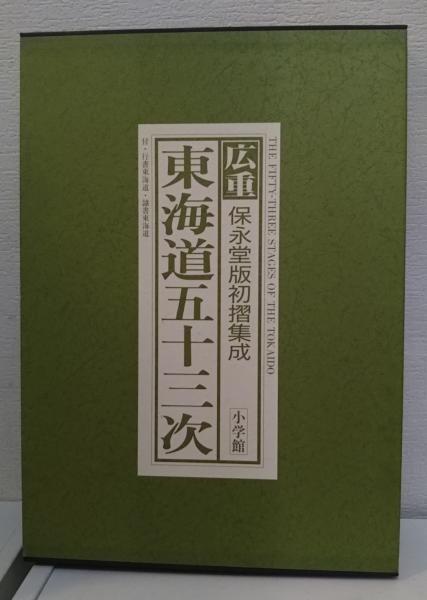 THE FIFTY-THREE STAGES OF THE TOKAIDO
広重
保永堂版初摺集成
小学館
東海道五十三次
付・行書東海道・隷書東海道